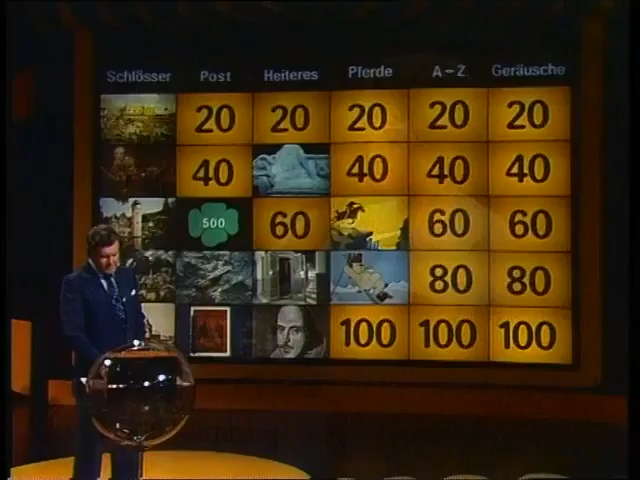 Schlösser Post Heiteres Pferde A-Z Geräusche
20 20 20 20 20
40 40 40 40
500 60 60 60
80 80
100 100 100